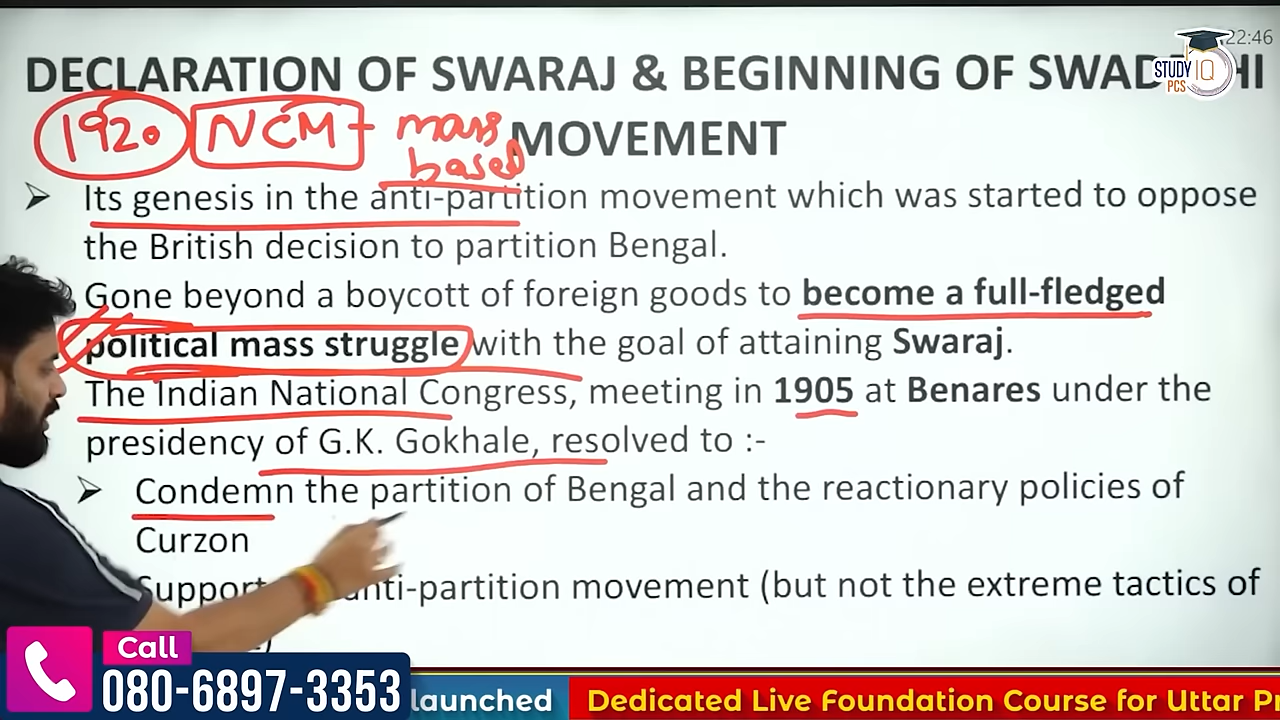 22:46
STUDY IQ
PCS
DECLARATION OF SWARAJ & BEGINNING OF
1920 NCM - mass based
MOVEMENT
➤ Its genesis in the anti-partition movement which was started to oppose
the British decision to partition Bengal.
Gone beyond a boycott of foreign goods to become a full-fledged
political mass struggle with the goal of attaining Swaraj.
The Indian National Congress, meeting in 1905 at Benares under the
presidency of G.K. Gokhale, resolved to :-
➤ Condemn the partition of Bengal and the reactionary policies of
Curzon
Support anti-partition movement (but not the extreme tactics of
Call
080-6897-3353
launched
Dedicated Live Foundation Course for Uttar Pr